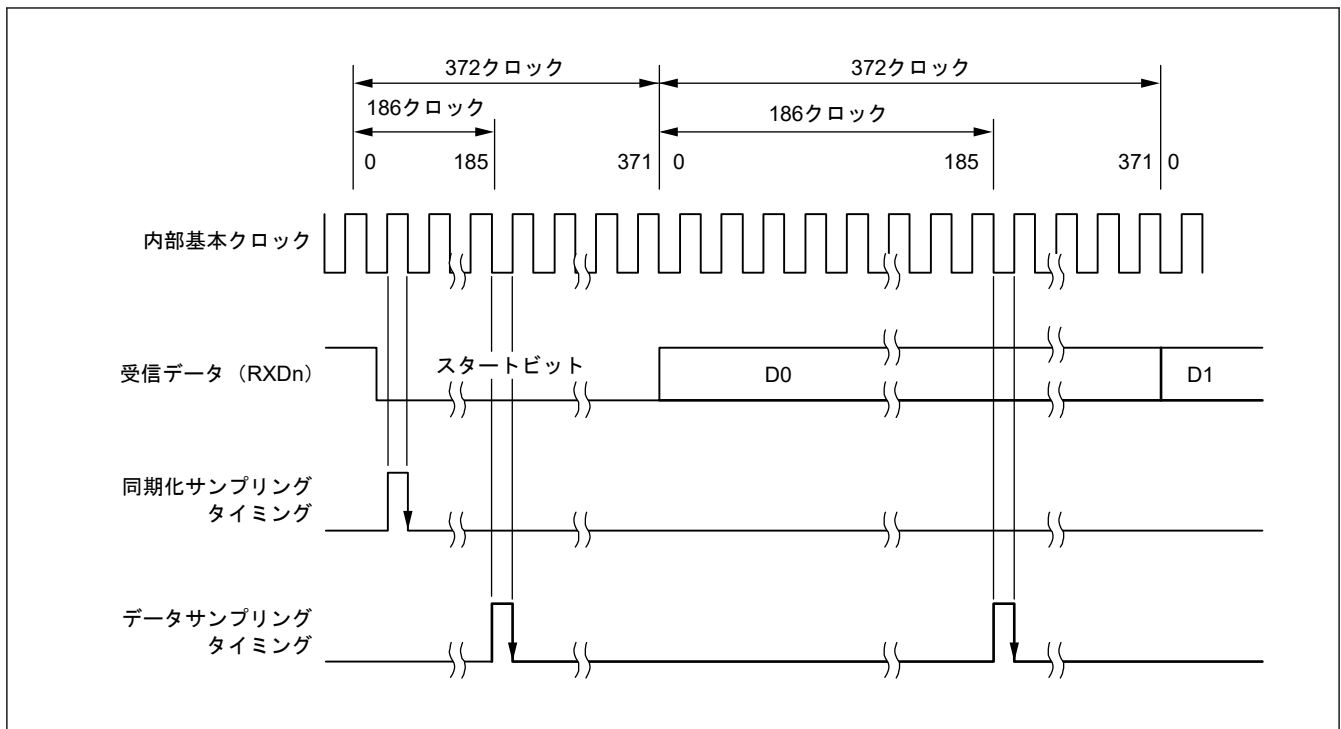 372クロック 372クロック
186クロック 186クロック
0 185 371 0 185 371 0
内部基本クロック
受信データ（RXDn） スタートビット D0 D1
同期化サンプリング
タイミング
データサンプリング
タイミング